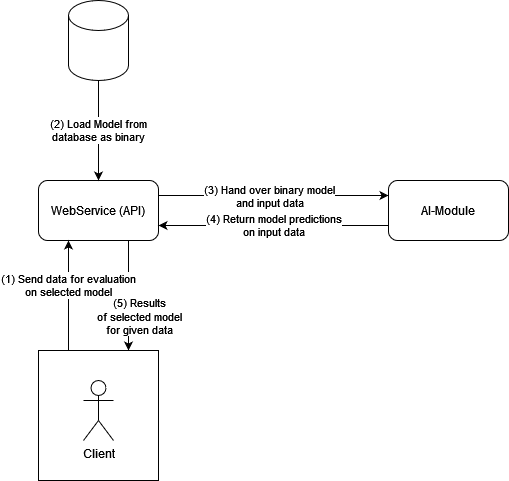 (2) Load Model from
database as binary
WebService (API)
(3) Hand over binary model
and input data
(4) Return model predictions
on input data
AI-Module
(1) Send data for evaluation
on selected model
(5) Results
of selected model
for given data
Client